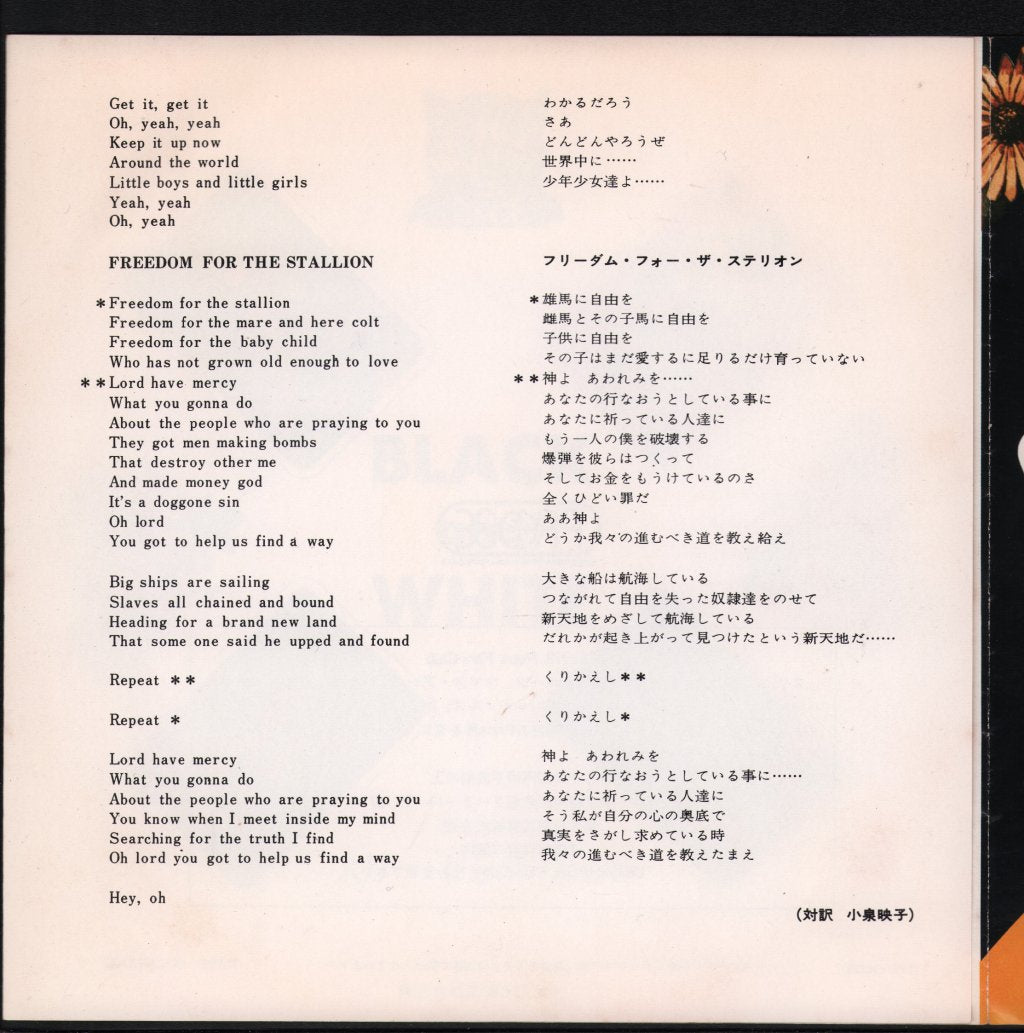 Get it, get it
Oh, yeah, yeah
Keep it up now
Around the world
Little boys and little girls
Yeah, yeah
Oh, yeah
FREEDOM FOR THE STALLION
*Freedom for the stallion
Freedom for the mare and here colt
Freedom for the baby child
Who has not grown old enough to love
**Lord have mercy
What you gonna do
About the people who are praying to you
They got men making bombs
That destroy other me
And made money god
It's a doggone sin
Oh lord
You got to help us find a way
Big ships are sailing
Slaves all chained and bound
Heading for a brand new land
That some one said he upped and found
Repeat **
Repeat *
Lord have mercy
What you gonna do
About the people who are praying to you
You know when I meet inside my mind
Searching for the truth I find
Oh lord you got to help us find a way
Hey, oh
わかるだろう
さあ
どんどんやろうぜ
世界中に……
少年少女達よ……
フリーダム・フォー・ザ・ステリオン
*雄馬に自由を
雌馬とその子馬に自由を
子供に自由を
その子はまだ愛するに足りるだけ育っていない
**神よ　あわれみを……
あなたの行なおうとしている事に
あなたに祈っている人達に
もう一人の僕を破壊する
爆弾を彼らはつくって
そしてお金をもうけているのさ
全くひどい罪だ
ああ神よ
どうか我々の進むべき道を教え給え
大きな船は航海している
つながれて自由を失った奴隷達をのせて
新天地をめざして航海している
だれかが起き上がって見つけたという新天地だ……
くりかえし**
くりかえし*
神よ　あわれみを
あなたの行なおうとしている事に……
あなたに祈っている人達に
そう私が自分の心の奥底で
真実をさがし求めている時
我々の進むべき道を教えたまえ
(対訳　小泉映子)